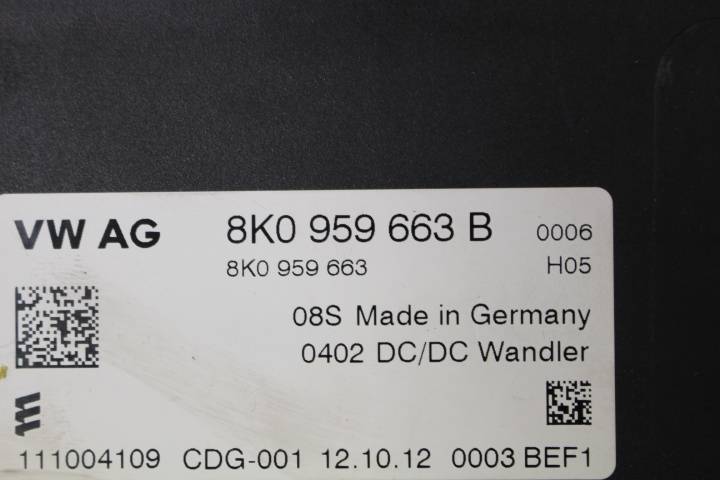 VW AG 8K0 959 663 B 0006
8K0 959 663 H05
08S Made in Germany
0402 DC/DC Wandler
111004109 CDG-001 12.10.12 0003 BEF1